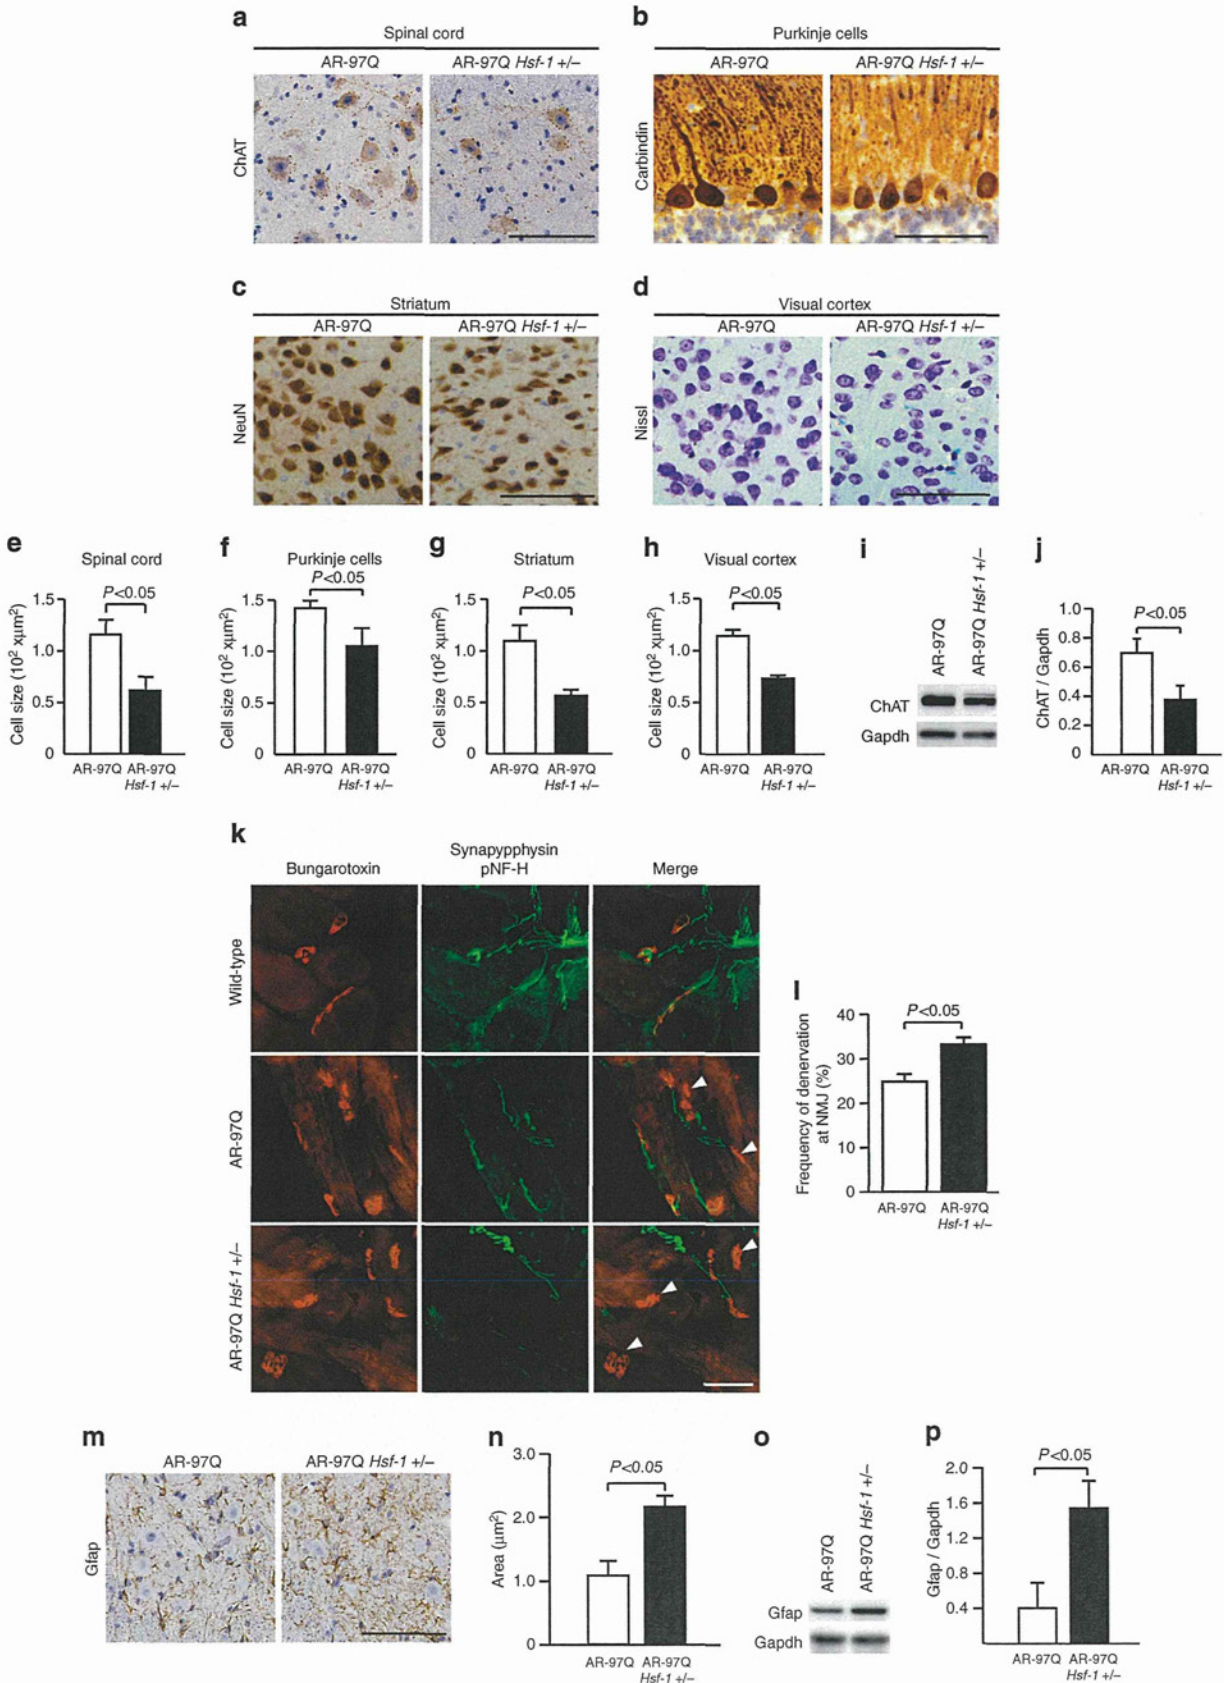 a
Spinal cord
AR-97Q
AR-97Q Hsf-1 +/–
ChAT
b
Purkinje cells
AR-97Q
AR-97Q Hsf-1 +/–
Carbindin
c
Striatum
AR-97Q
AR-97Q Hsf-1 +/–
NeuN
d
Visual cortex
AR-97Q
AR-97Q Hsf-1 +/–
Nissl
e
Spinal cord
P<0.05
Cell size (10² xµm²)
1.5
1.0
0.5
0
AR-97Q
AR-97Q
Hsf-1 +/–
f
Purkinje cells
P<0.05
Cell size (10² xµm²)
1.5
1.0
0.5
0
AR-97Q
AR-97Q
Hsf-1 +/–
g
Striatum
P<0.05
Cell size (10² xµm²)
1.5
1.0
0.5
0
AR-97Q
AR-97Q
Hsf-1 +/–
h
Visual cortex
P<0.05
Cell size (10² xµm²)
1.5
1.0
0.5
0
AR-97Q
AR-97Q
Hsf-1 +/–
i
AR-97Q
AR-97Q Hsf-1 +/–
ChAT
Gapdh
j
P<0.05
ChAT / Gapdh
1.0
0.8
0.6
0.4
0.2
0
AR-97Q
AR-97Q
Hsf-1 +/–
k
Bungarotoxin
Synapypphysin
pNF-H
Merge
Wild-type
AR-97Q
AR-97Q Hsf-1 +/–
l
P<0.05
Frequency of denervation
at NMJ (%)
40
30
20
10
0
AR-97Q
AR-97Q
Hsf-1 +/–
m
AR-97Q
AR-97Q Hsf-1 +/–
Gfap
n
P<0.05
Area (µm²)
3.0
2.0
1.0
0
AR-97Q
AR-97Q
Hsf-1 +/–
o
AR-97Q
AR-97Q Hsf-1 +/–
Gfap
Gapdh
p
P<0.05
Gfap / Gapdh
2.0
1.6
1.2
0.8
0.4
AR-97Q
AR-97Q
Hsf-1 +/–